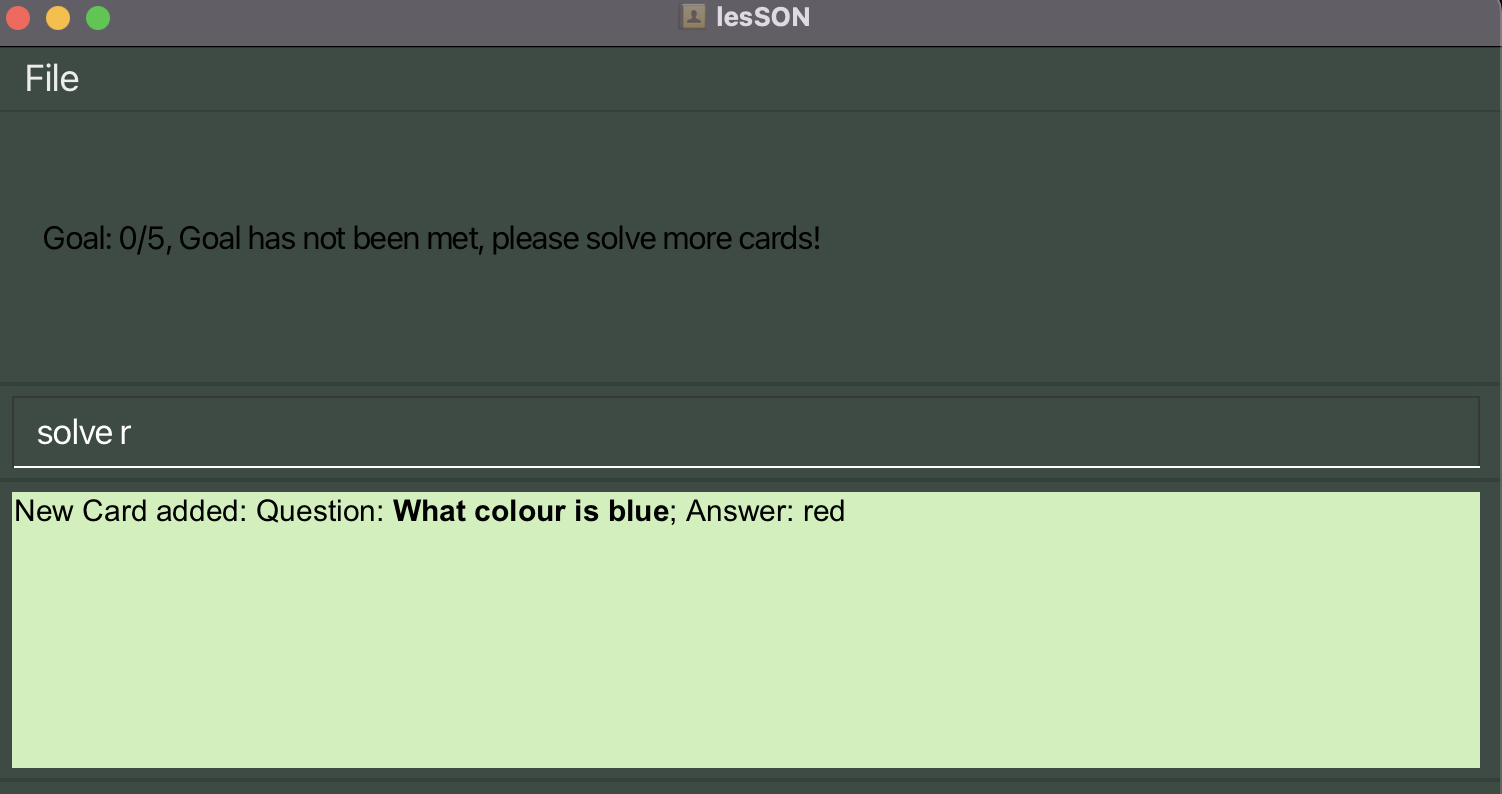 lesSON
File
Goal: 0/5, Goal has not been met, please solve more cards!
solve r
New Card added: Question: What colour is blue; Answer: red